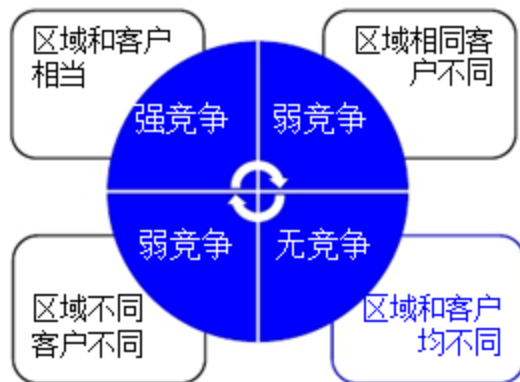 区域和客户
相当
区域相同客
户不同
强竞争
弱竞争
弱竞争
无竞争
区域不同
客户不同
区域和客户
均不同